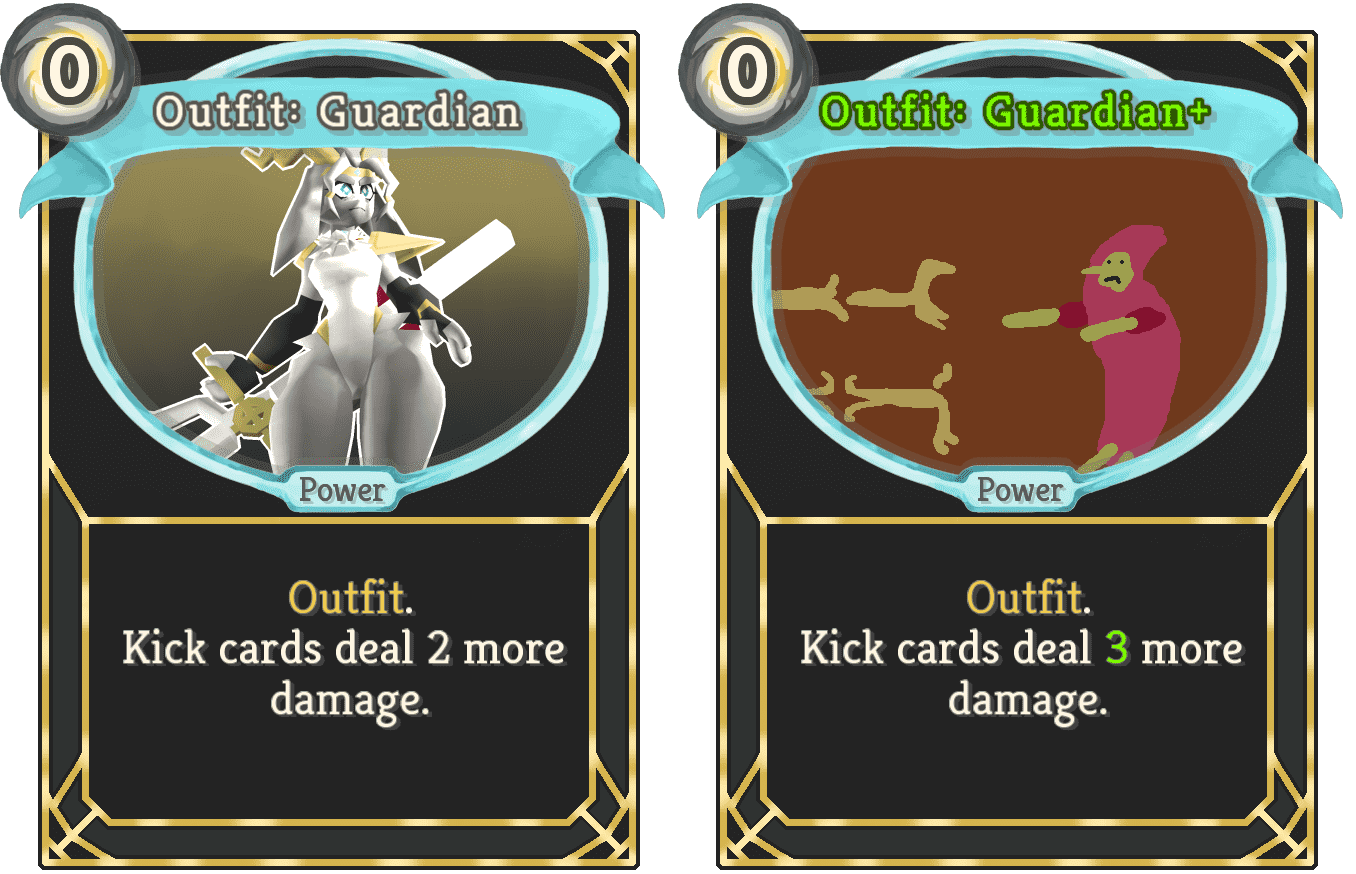 0
Outfit: Guardian
Power
Outfit.
Kick cards deal 2 more
damage.
0
Outfit: Guardian+
Power
Outfit.
Kick cards deal 3 more
damage.